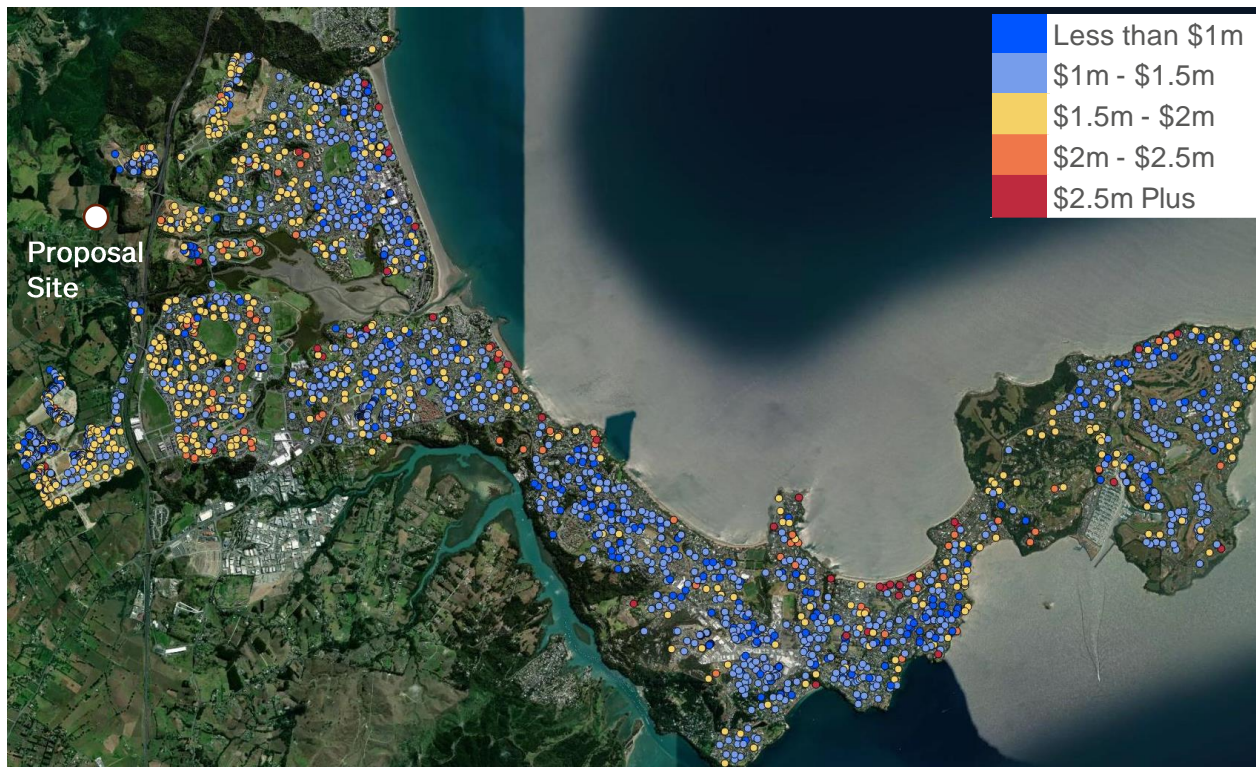 Less than $1m
$1m - $1.5m
$1.5m - $2m
$2m - $2.5m
$2.5m Plus
Proposal
Site